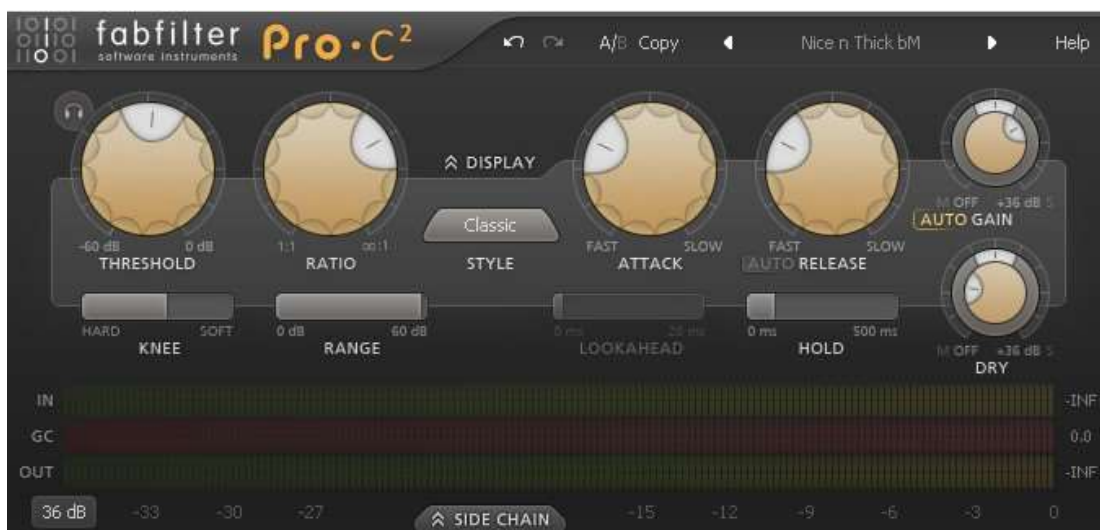 fabfilter
software instruments
Pro·C²
A/B Copy
Nice n Thick bM
Help
DISPLAY
M OFF +36 dB S
AUTO GAIN
Classic
-60 dB 0 dB
THRESHOLD
1:1 ∞:1
RATIO
STYLE
FAST SLOW
ATTACK
FAST SLOW
AUTO RELEASE
HARD SOFT
KNEE
0 dB 60 dB
RANGE
0 ms 20 ms
LOOKAHEAD
0 ms 500 ms
HOLD
M OFF +36 dB S
DRY
IN -INF
GC 0.0
OUT -INF
36 dB -33 -30 -27 SIDE CHAIN -15 -12 -9 -6 -3 0